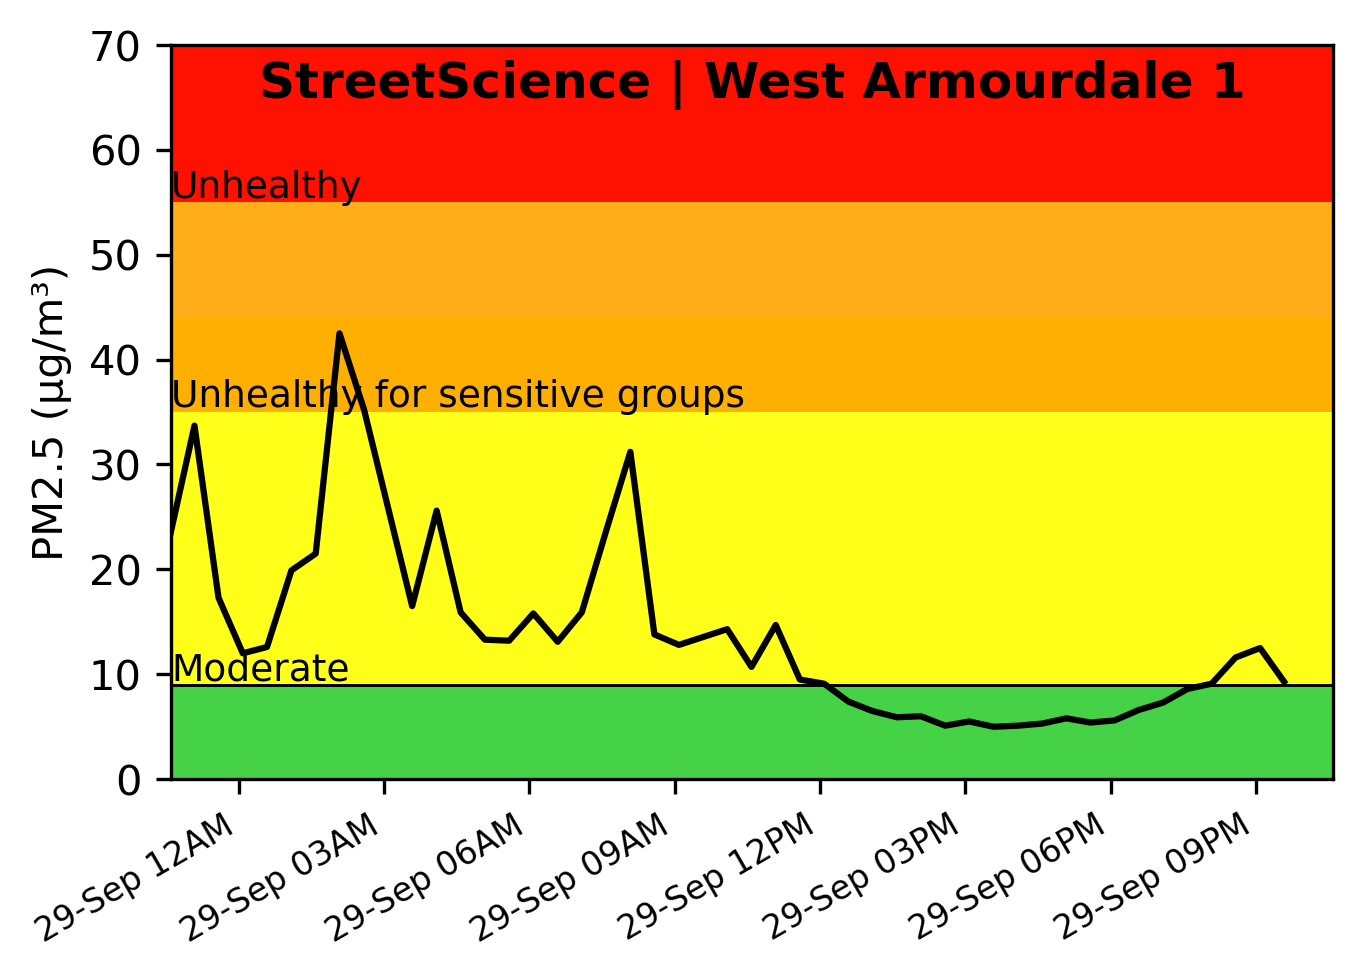 StreetScience | West Armourdale 1
PM2.5 (µg/m³)
70
60
50
40
30
20
10
0
Unhealthy
Unhealthy for sensitive groups
Moderate
29-Sep 12AM
29-Sep 03AM
29-Sep 06AM
29-Sep 09AM
29-Sep 12PM
29-Sep 03PM
29-Sep 06PM
29-Sep 09PM